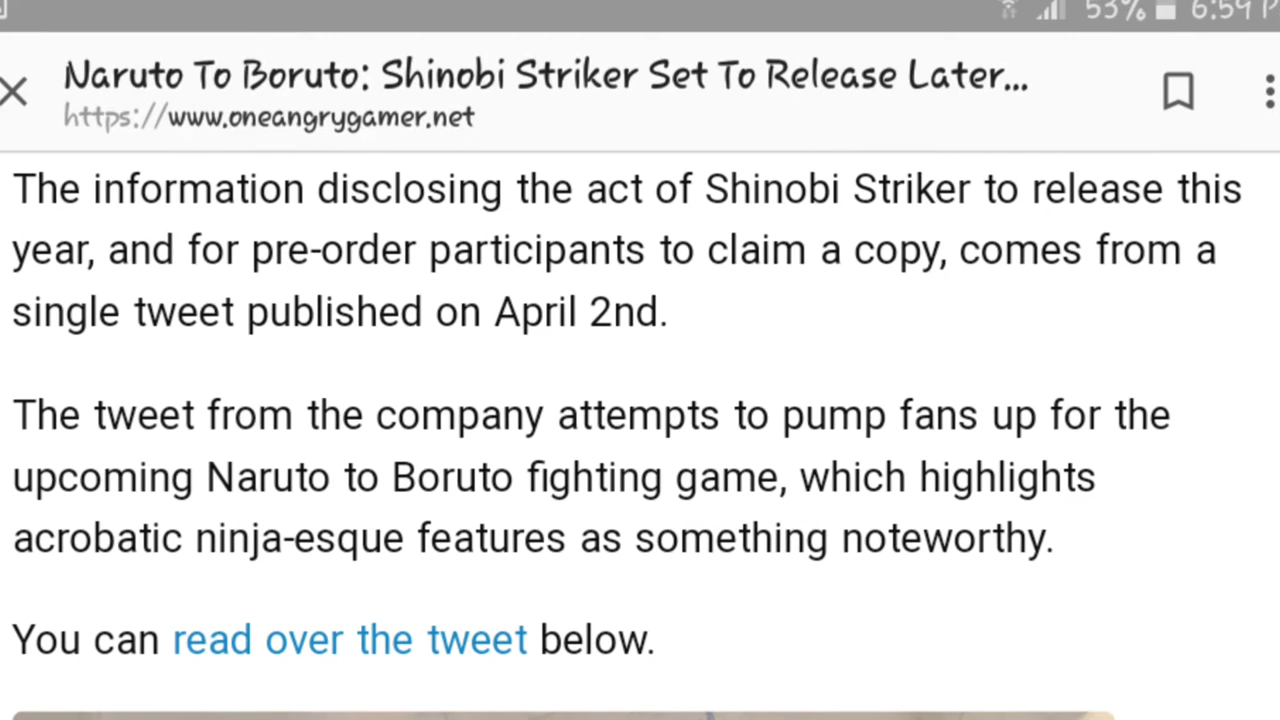 53% 6:59 P
Naruto To Boruto: Shinobi Striker Set To Release Later...
https://www.oneangrygamer.net
The information disclosing the act of Shinobi Striker to release this
year, and for pre-order participants to claim a copy, comes from a
single tweet published on April 2nd.
The tweet from the company attempts to pump fans up for the
upcoming Naruto to Boruto fighting game, which highlights
acrobatic ninja-esque features as something noteworthy.
You can read over the tweet below.